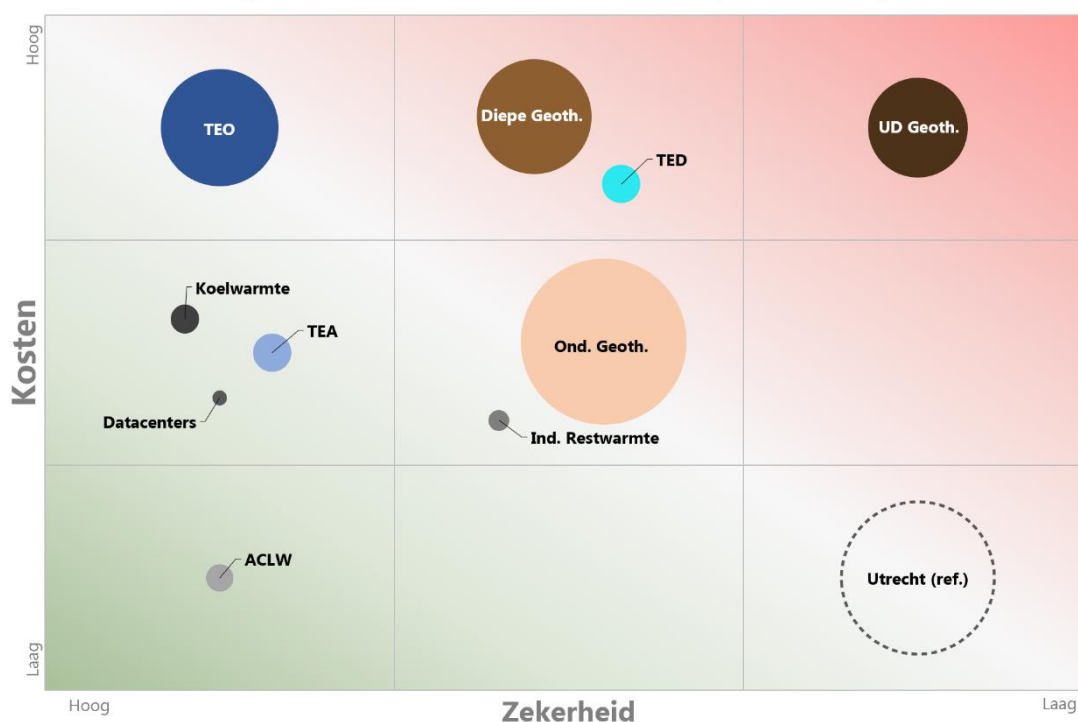 Hoog
TEO
Diepe Geoth.
UD Geoth.
TED
Koelwarmte
TEA
Ond. Geoth.
Datacenters
Ind. Restwarmte
Kosten
ACLW
Utrecht (ref.)
Laag
Hoog
Zekerheid
Laag